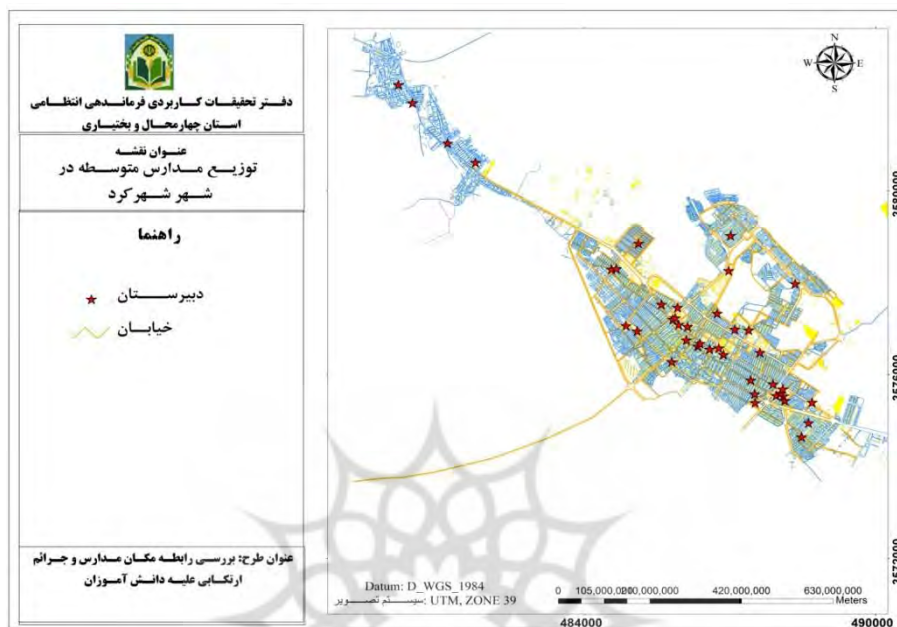 دفتر تحقیقات کاربردی فرماندهی انتظامی
استان چهارمحال و بختیاری
عنوان نقشه
توزیع مدارس متوسطه در
شهر شهرکرد
راهنما
دبیرستان
خیابان
عنوان طرح: بررسی رابطه مکان مدارس و جرائم
ارتکابی علیه دانش آموزان
N
W E
S
3580000
3576000
3572000
Datum: D_WGS_1984
سیستم تصویر: UTM, ZONE 39
0 105,000,000 210,000,000 420,000,000 630,000,000
Meters
484000 490000